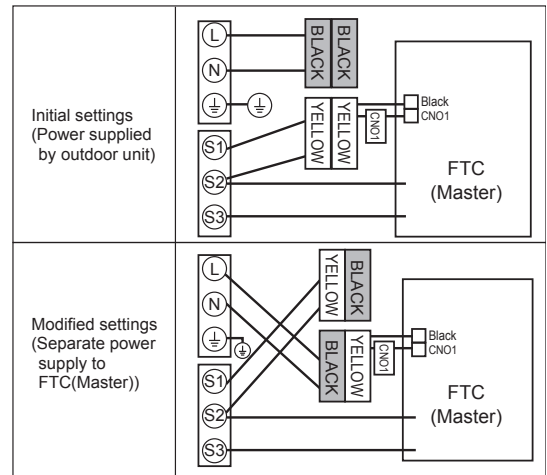 Initial settings
(Power supplied
by outdoor unit)
L
N
S1
S2
S3
BLACK
BLACK
YELLOW
YELLOW
CNO1
Black
CNO1
FTC
(Master)
Modified settings
(Separate power
supply to
FTC(Master))
L
N
S1
S2
S3
YELLOW
BLACK
BLACK
YELLOW
CNO1
Black
CNO1
FTC
(Master)